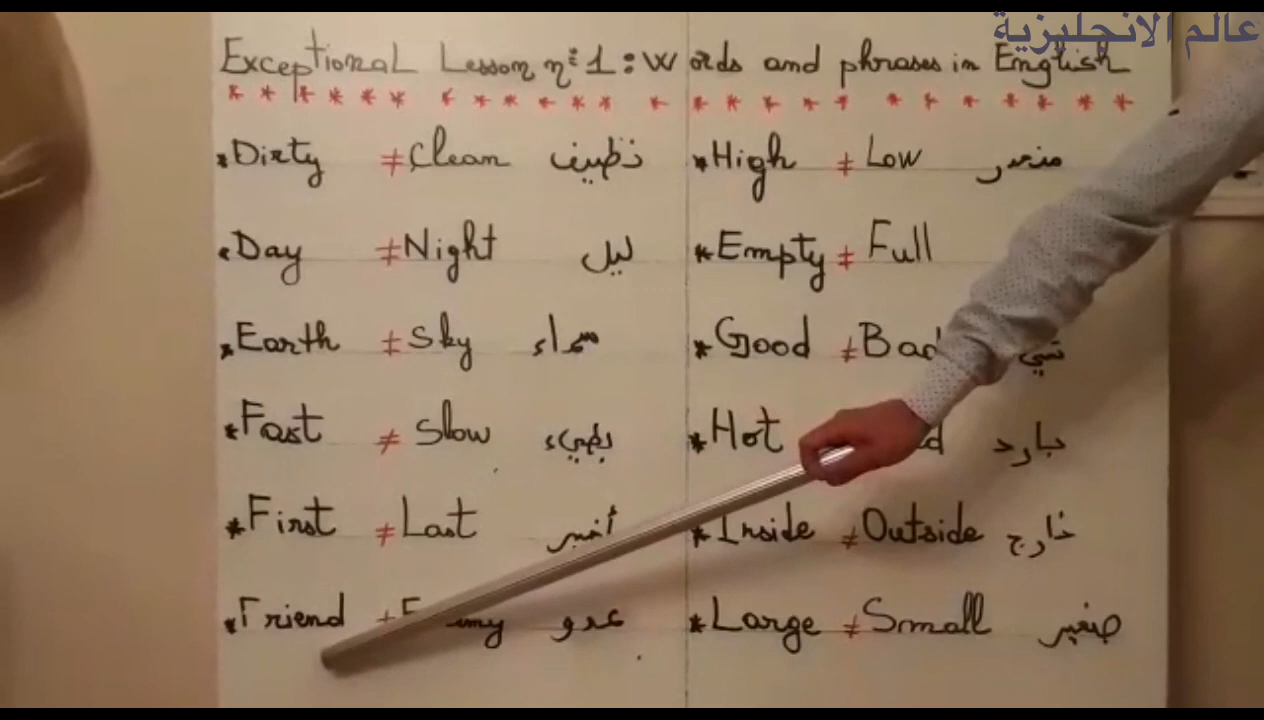 عالم الانجليزية
Exceptional Lesson n°1 : Words and phrases in English
* Dirty ≠ Clean نظيف
* Day ≠ Night ليل
* Earth ≠ Sky سماء
* Fast ≠ Slow بطيء
* First ≠ Last أخير
* Friend ≠ عدو
* High ≠ Low
* Empty ≠ Full
* Good ≠ Bad
* Hot بارد
* Inside ≠ Outside خارج
* Large ≠ Small صغير